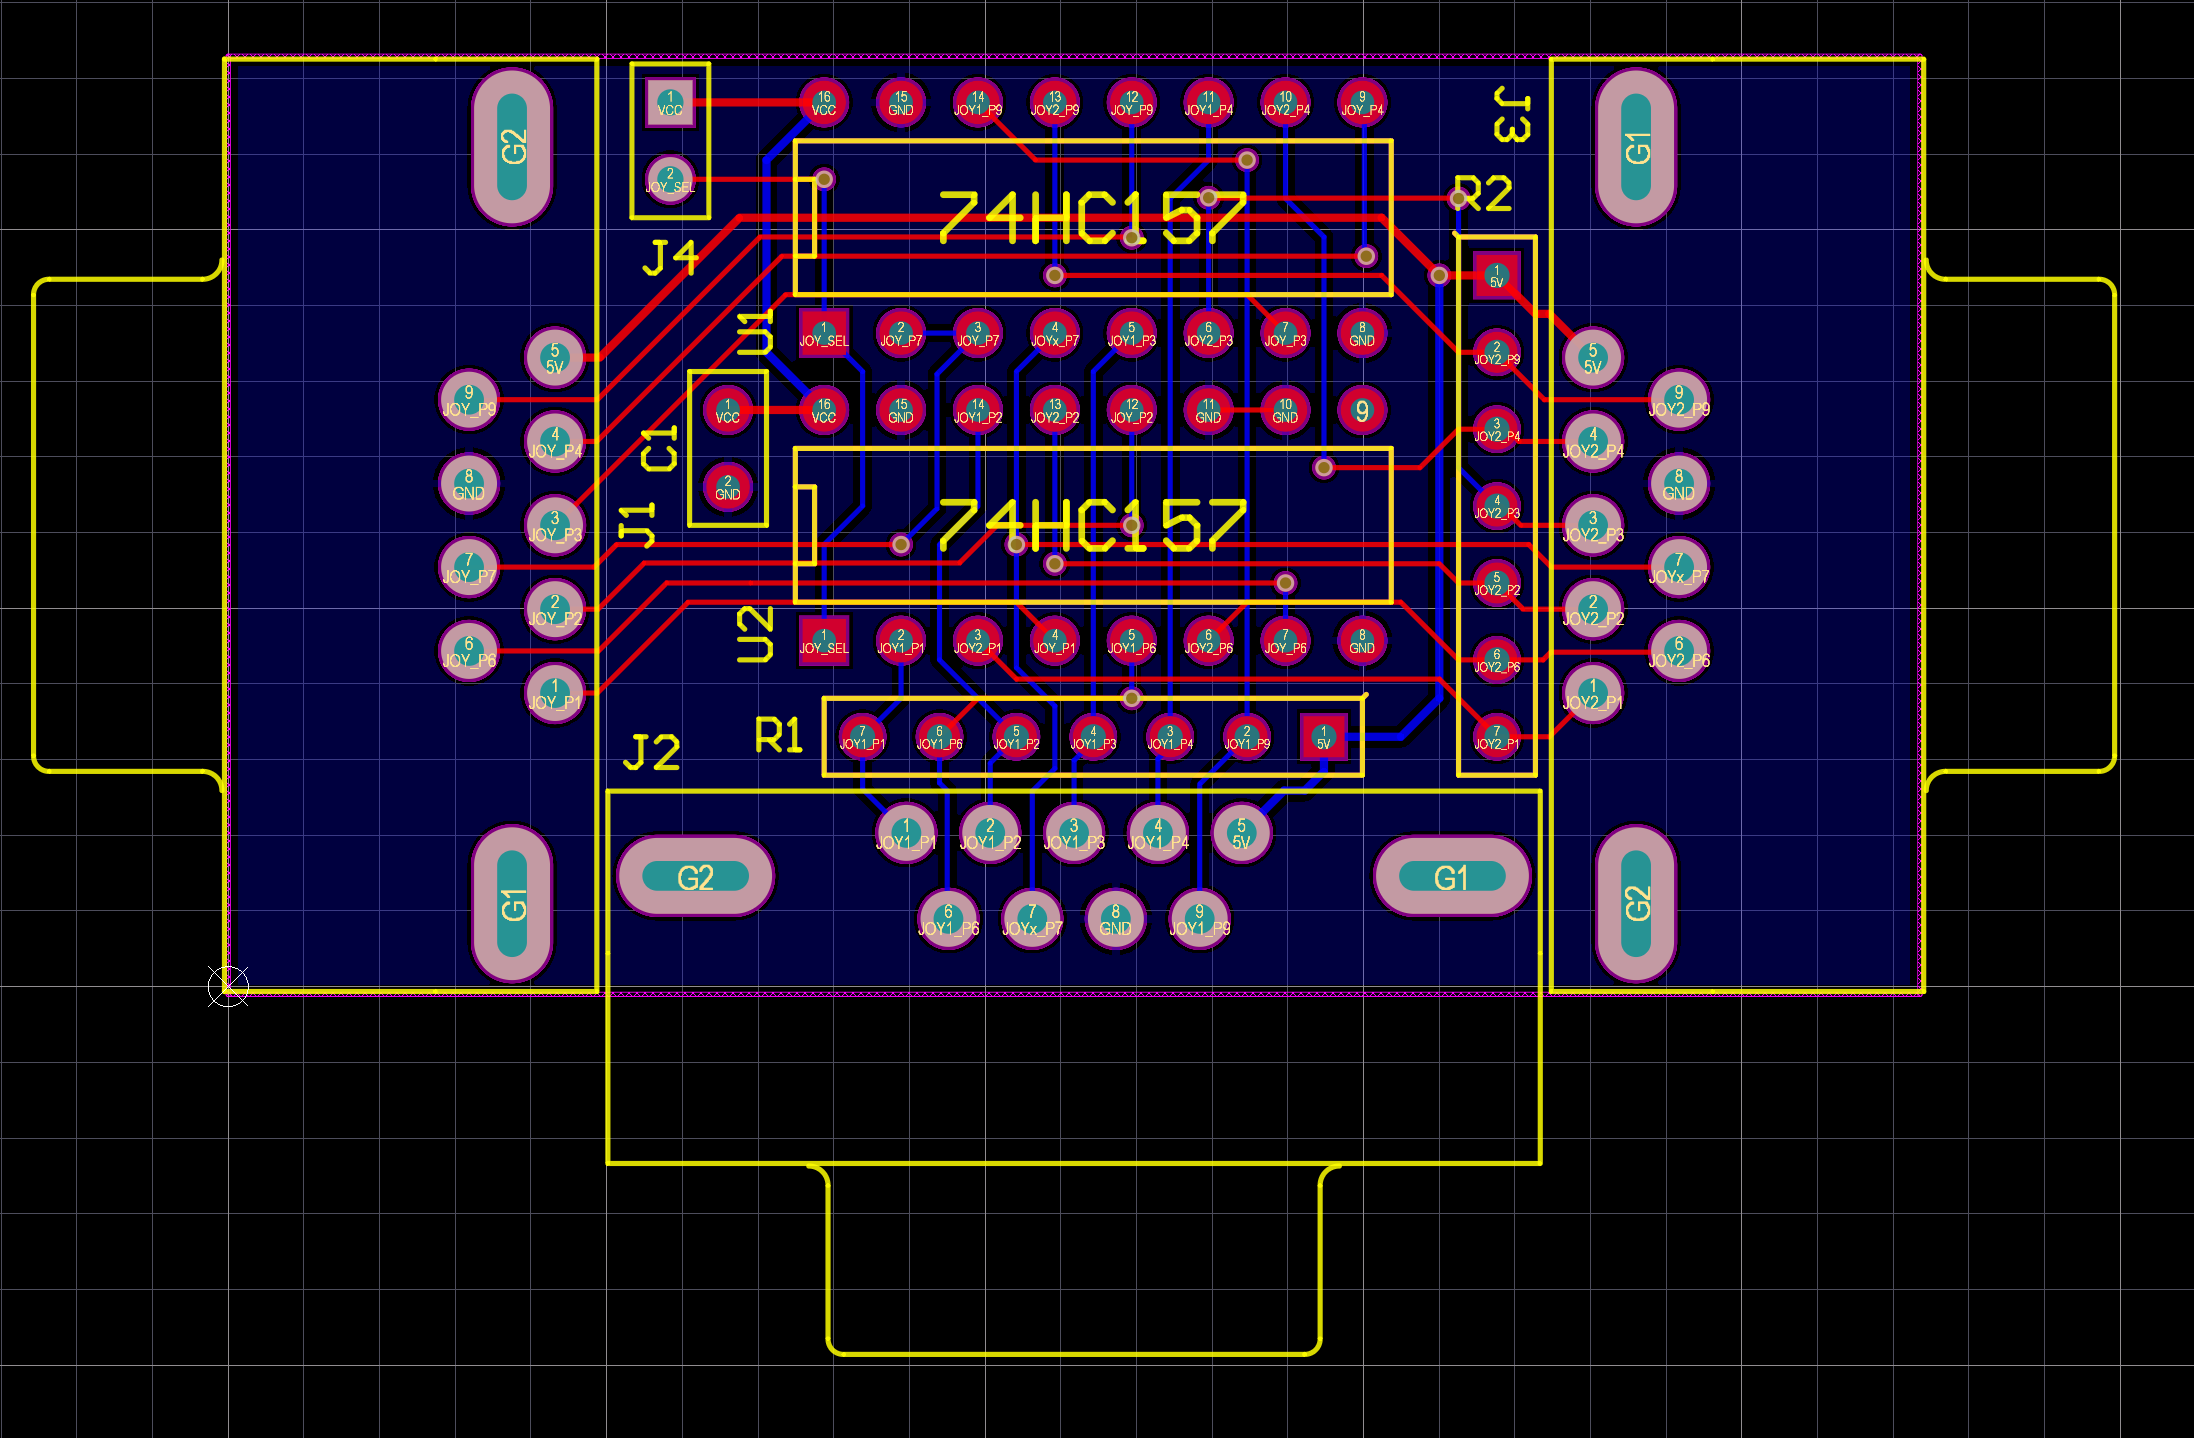 G2
1
VCC
2
JOY_SEL
J4
16
VCC
15
GND
14
JOY1_P9
13
JOY2_P9
12
JOY_P9
11
JOY1_P4
10
JOY2_P4
9
JOY_P4
74HC157
U1
1
JOY_SEL
2
JOY_P7
3
JOY_P7
4
JOYx_P7
5
JOY1_P3
6
JOY2_P3
7
JOY_P3
8
GND
J3
G1
R2
1
5V
2
JOY2_P9
3
JOY2_P4
4
JOY2_P3
5
JOY2_P2
6
JOY2_P6
7
JOY2_P1
5
5V
9
JOY_P9
4
JOY_P4
8
GND
3
JOY_P3
7
JOY_P7
2
JOY_P2
6
JOY_P6
1
JOY_P1
J1
G1
C1
1
VCC
2
GND
16
VCC
15
GND
14
JOY1_P2
13
JOY2_P2
12
JOY_P2
11
GND
10
GND
9
74HC157
U2
1
JOY_SEL
2
JOY1_P1
3
JOY2_P1
4
JOY_P1
5
JOY1_P6
6
JOY2_P6
7
JOY_P6
8
GND
5
5V
9
JOY2_P9
4
JOY2_P4
8
GND
3
JOY2_P3
7
JOYx_P7
2
JOY2_P2
6
JOY2_P6
1
JOY2_P1
G2
R1
7
JOY1_P1
6
JOY1_P6
5
JOY1_P2
4
JOY1_P3
3
JOY1_P4
2
JOY1_P9
1
5V
J2
G2
1
JOY1_P1
2
JOY1_P2
3
JOY1_P3
4
JOY1_P4
5
5V
G1
6
JOY1_P6
7
JOYx_P7
8
GND
9
JOY1_P9